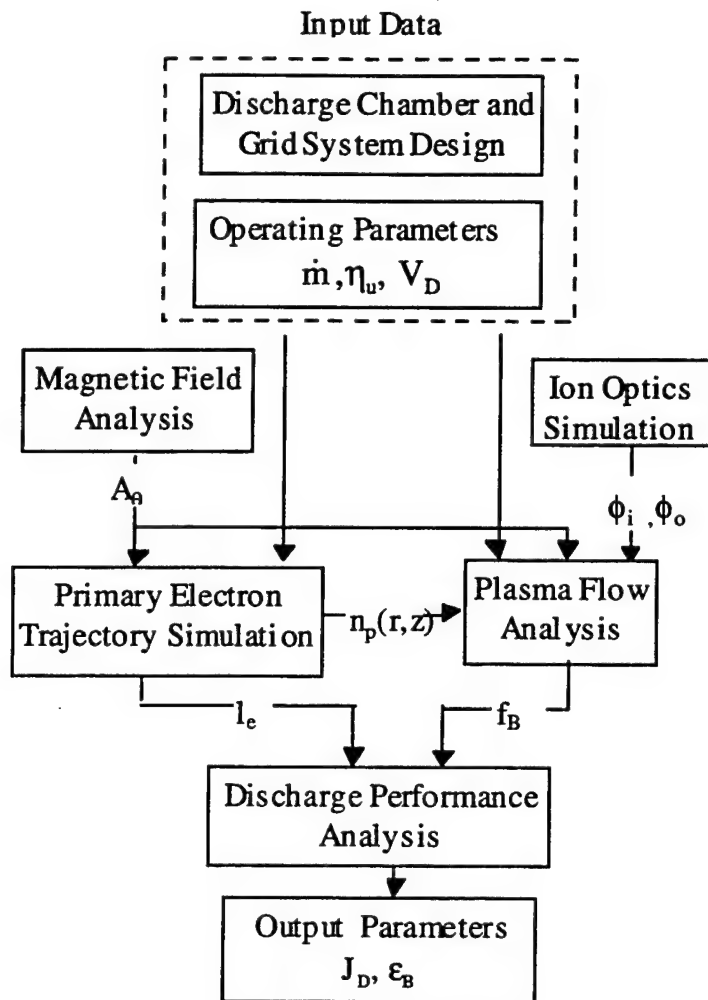 Input Data
Discharge Chamber and
Grid System Design
Operating Parameters
ṁ, η_u, V_D
Magnetic Field
Analysis
Ion Optics
Simulation
A_θ
ϕ_i ,ϕ_o
Primary Electron
Trajectory Simulation
n_p(r,z)
Plasma Flow
Analysis
l_e
f_B
Discharge Performance
Analysis
Output Parameters
J_D, ε_B